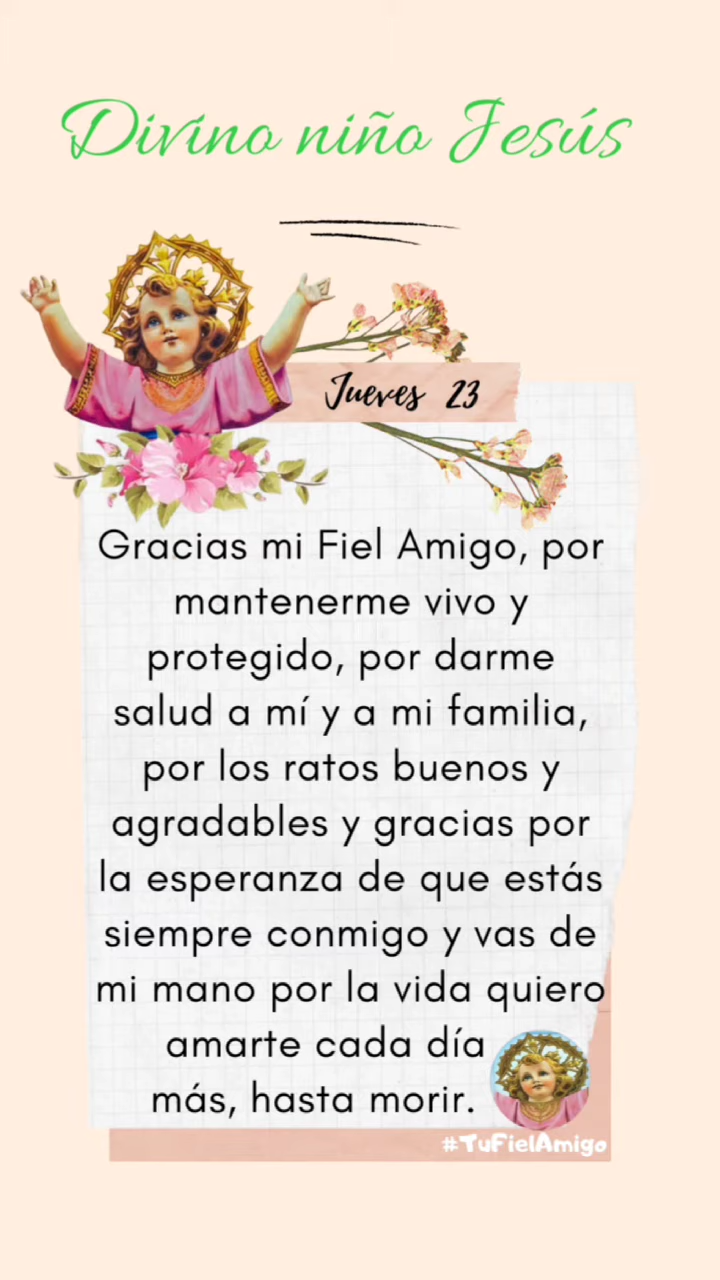 Divino niño Jesús
Jueves 23
Gracias mi Fiel Amigo, por
mantenerme vivo y
protegido, por darme
salud a mí y a mi familia,
por los ratos buenos y
agradables y gracias por
la esperanza de que estás
siempre conmigo y vas de
mi mano por la vida quiero
amarte cada día
más, hasta morir.
#TuFielAmigo